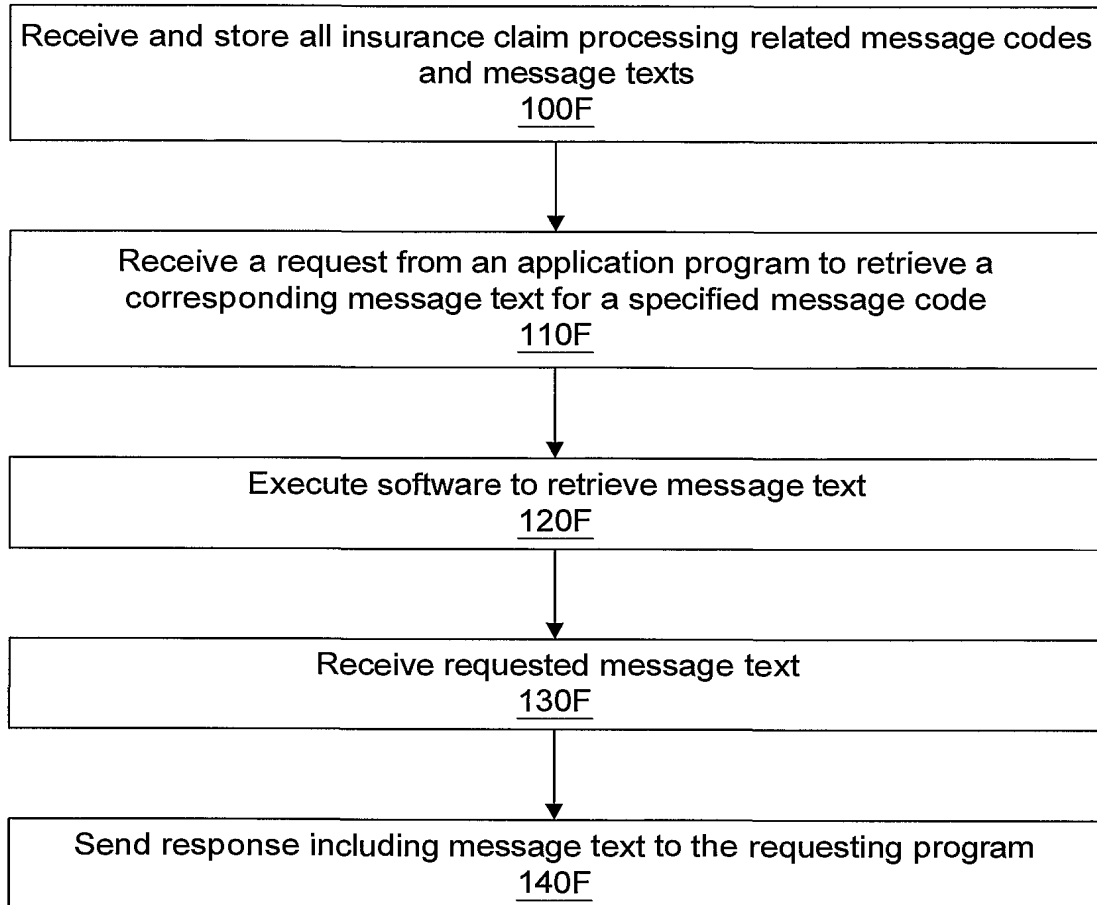 Receive and store all insurance claim processing related message codes
and message texts
100F
Receive a request from an application program to retrieve a
corresponding message text for a specified message code
110F
Execute software to retrieve message text
120F
Receive requested message text
130F
Send response including message text to the requesting program
140F